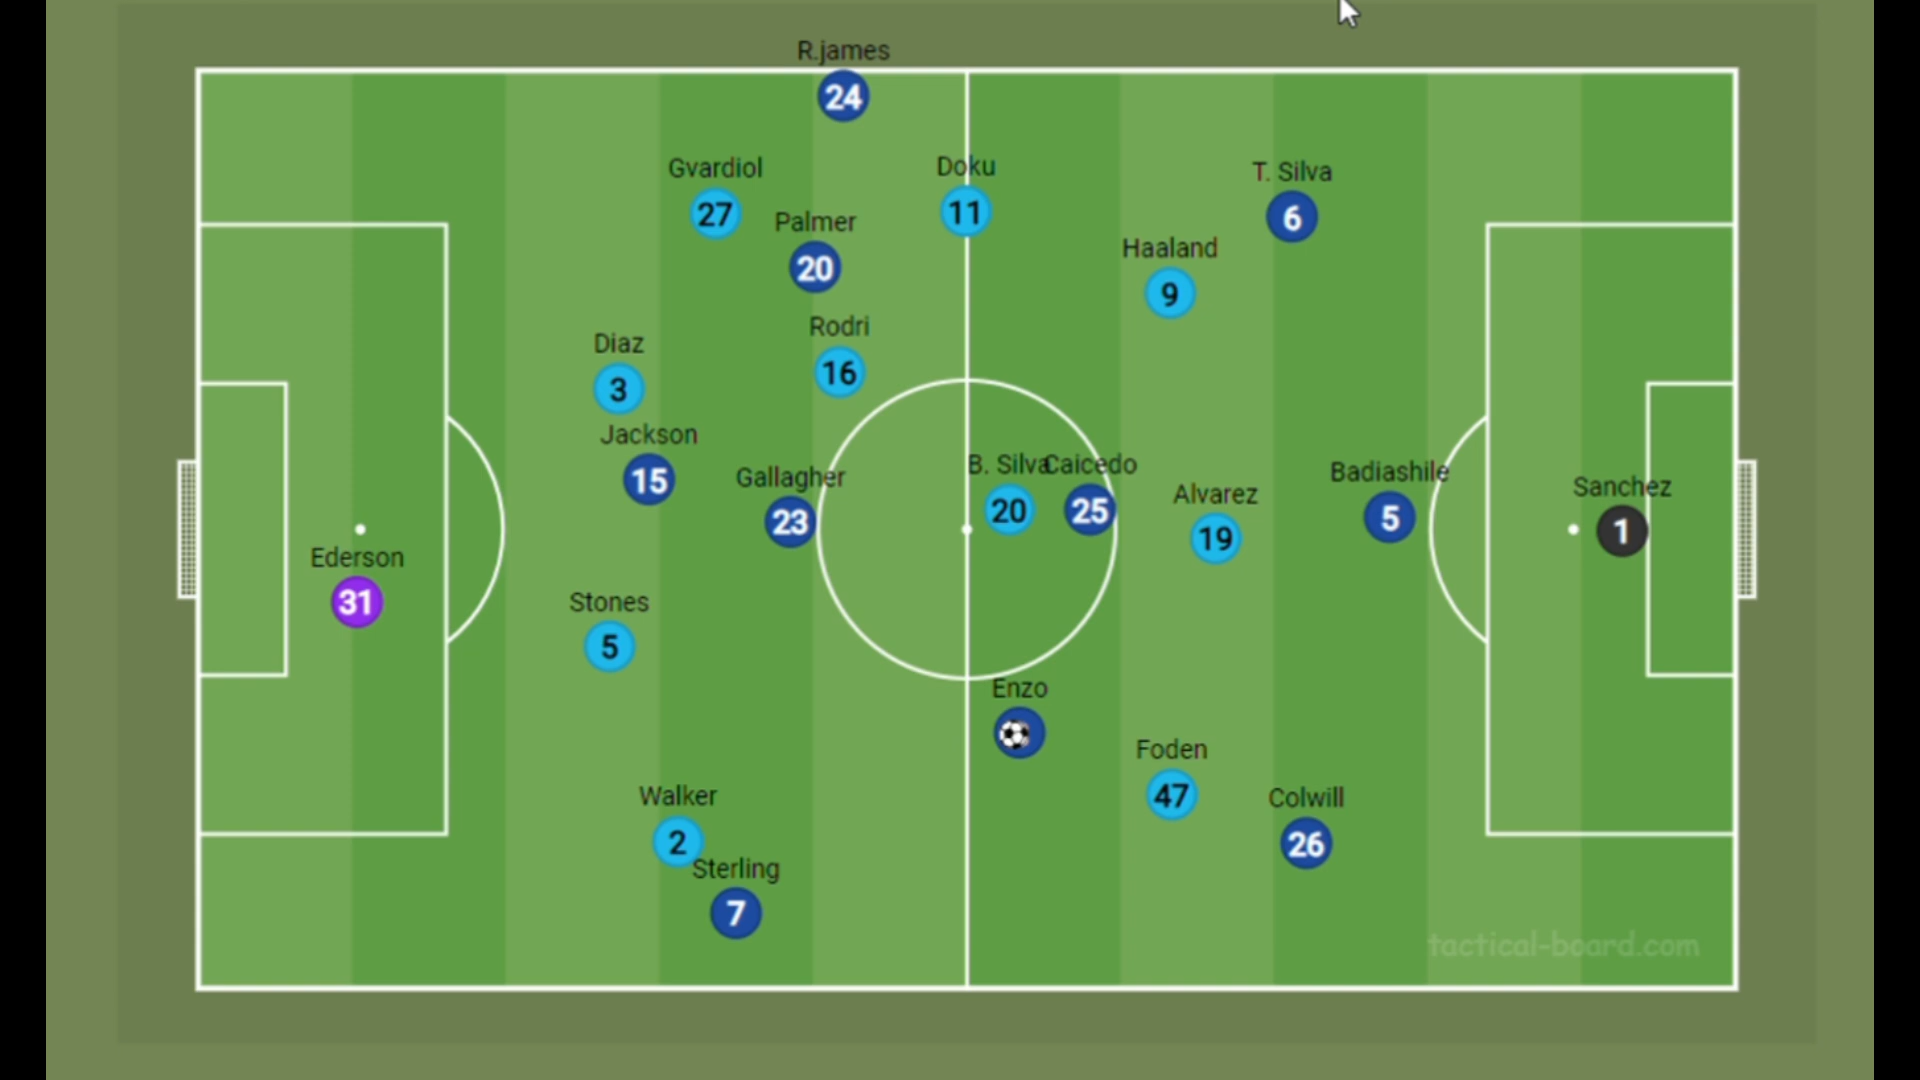 R.james
24
Gvardiol
27
Doku
11
T. Silva
6
Palmer
20
Haaland
9
Rodri
16
Diaz
3
Jackson
15
Gallagher
23
B. Silva
20
Caicedo
25
Alvarez
19
Badiashile
5
Sanchez
1
Ederson
31
Stones
5
Enzo
Foden
47
Walker
2
Colwill
26
Sterling
7
tactical-board.com